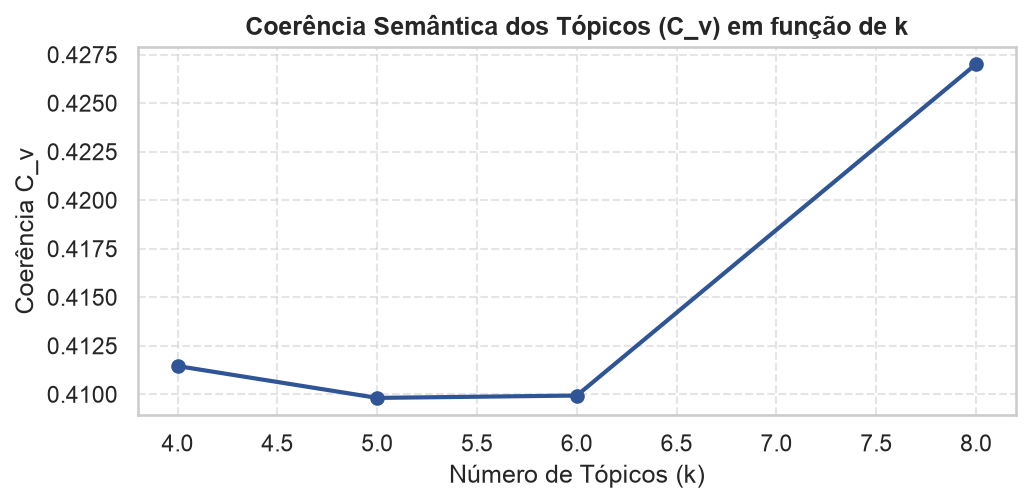 Coerência Semântica dos Tópicos (C_v) em função de k
0.4275
0.4250
0.4225
0.4200
0.4175
0.4150
0.4125
0.4100
Coerência C_v
4.0 4.5 5.0 5.5 6.0 6.5 7.0 7.5 8.0
Número de Tópicos (k)